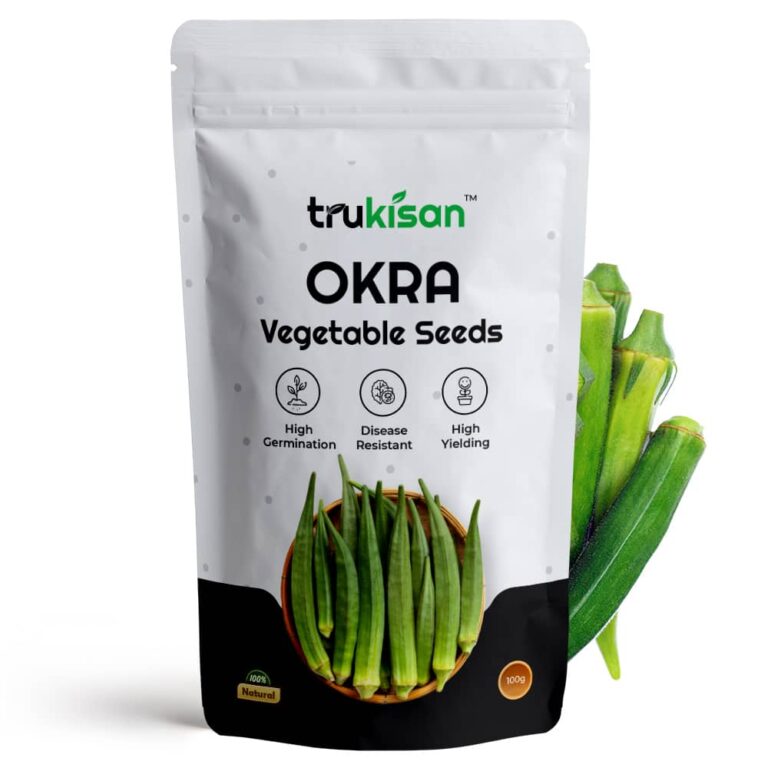 trukisan™
OKRA
Vegetable Seeds
High
Germination
Disease
Resistant
High
Yielding
100%
Natural
100g